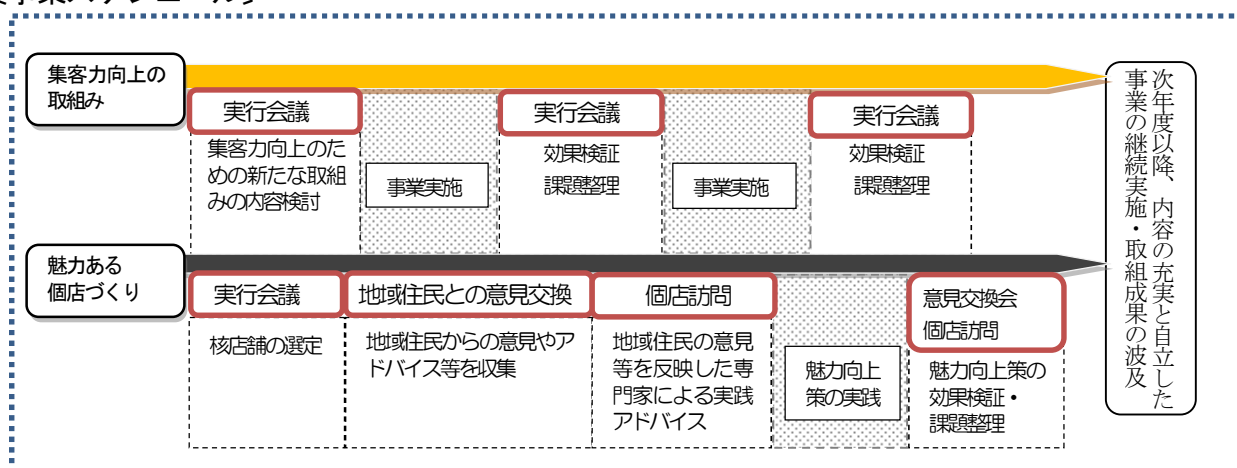 集客力向上の
取組み
実行会議
集客力向上のた
めの新たな取組
みの内容検討
事業実施
実行会議
効果検証
課題整理
事業実施
実行会議
効果検証
課題整理
魅力ある
個店づくり
実行会議
核店舗の選定
地域住民との意見交換
地域住民からの意見やア
ドバイス等を収集
個店訪問
地域住民の意見
等を反映した専
門家による実践
アドバイス
魅力向上
策の実践
意見交換会
個店訪問
魅力向上策の
効果検証・
課題整理
次年度以降、内容の充実と自立した
事業の継続実施・取組成果の波及